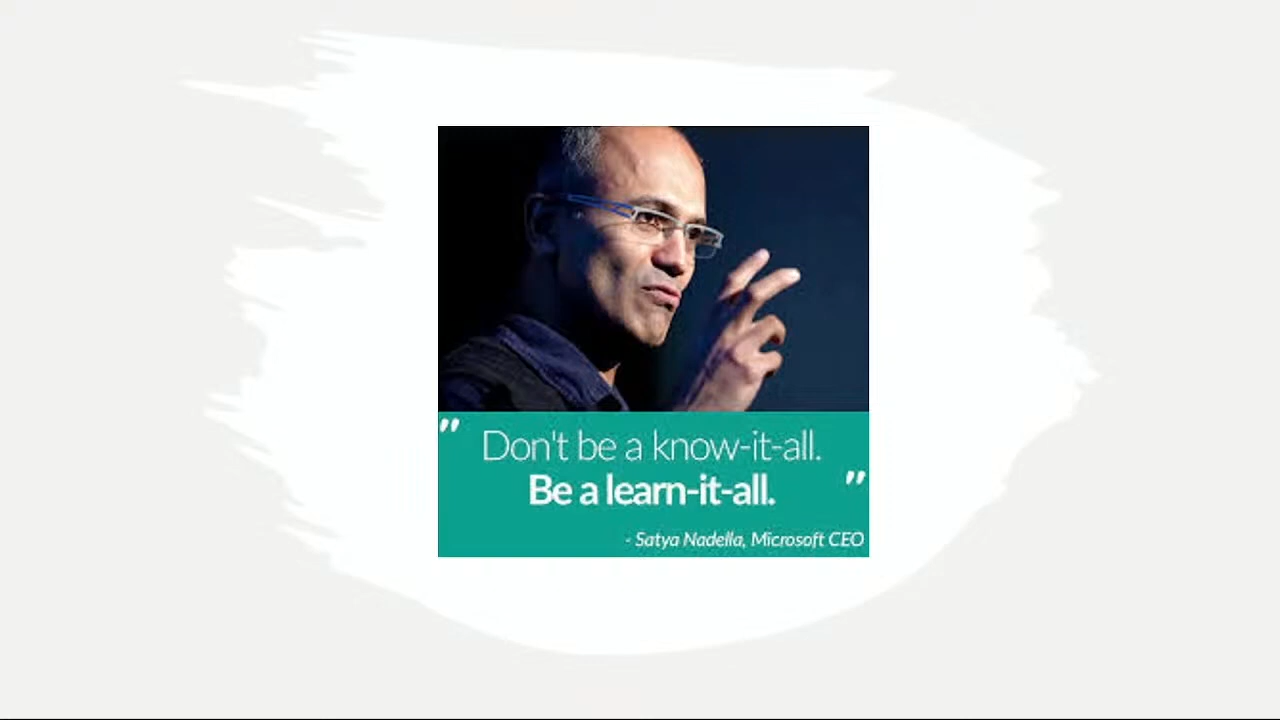 " Don't be a know-it-all.
Be a learn-it-all. "
- Satya Nadella, Microsoft CEO